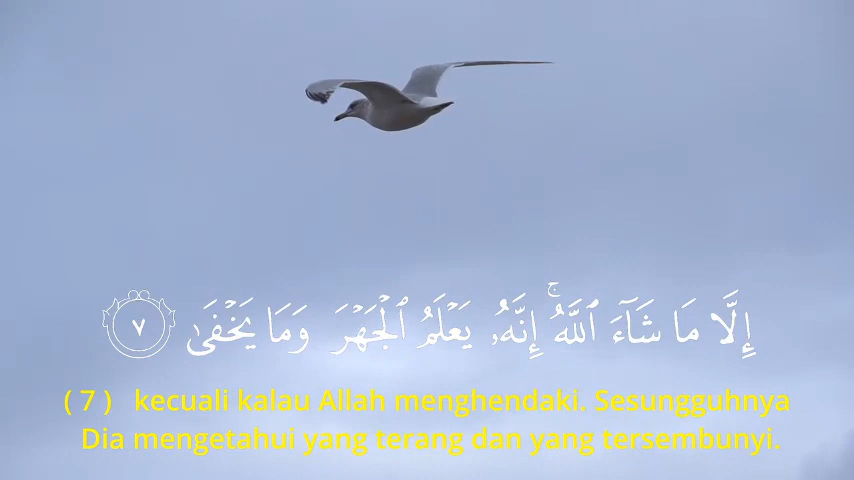 إِلَّا مَا شَآءَ ٱللَّهُ ۚ إِنَّهُۥ يَعْلَمُ ٱلْجَهْرَ وَمَا يَخْفَىٰ ٧
( 7 ) kecuali kalau Allah menghendaki. Sesungguhnya
Dia mengetahui yang terang dan yang tersembunyi.